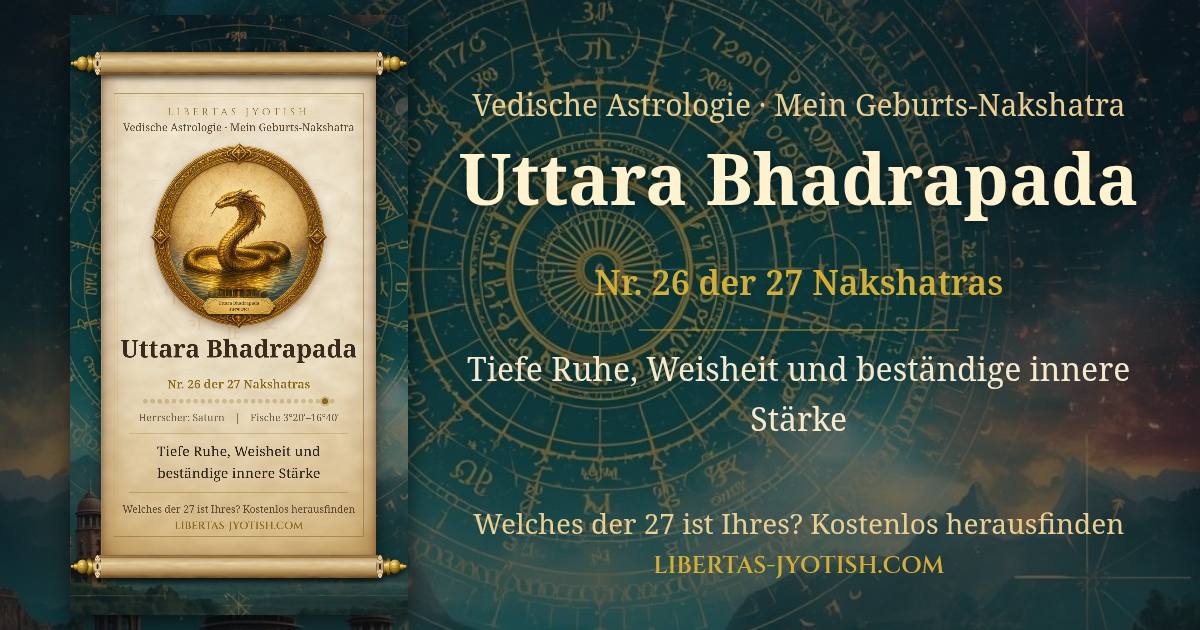 LIBERTAS JYOTISH
Vedische Astrologie · Mein Geburts-Nakshatra
Uttara Bhadrapada
Uttara Bhadrapada
Nr. 26 der 27 Nakshatras
Herrscher: Saturn | Fische 3°20'–16°40'
Tiefe Ruhe, Weisheit und
beständige innere Stärke
Welches der 27 ist Ihres? Kostenlos herausfinden
LIBERTAS-JYOTISH.COM
Vedische Astrologie · Mein Geburts-Nakshatra
Uttara Bhadrapada
Nr. 26 der 27 Nakshatras
Tiefe Ruhe, Weisheit und beständige innere
Stärke
Welches der 27 ist Ihres? Kostenlos herausfinden
LIBERTAS-JYOTISH.COM